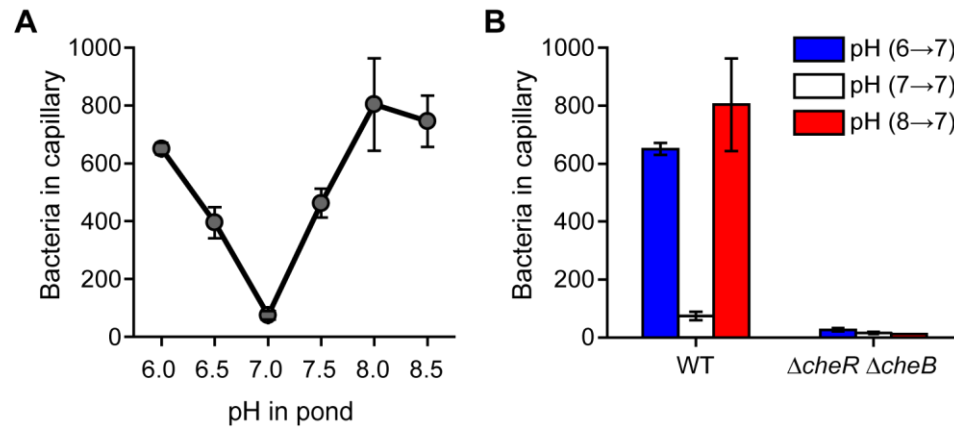 A
Bacteria in capillary
1000
800
600
400
200
0
6.0 6.5 7.0 7.5 8.0 8.5
pH in pond
B
Bacteria in capillary
1000
800
600
400
200
0
pH (6→7)
pH (7→7)
pH (8→7)
WT ΔcheR ΔcheB